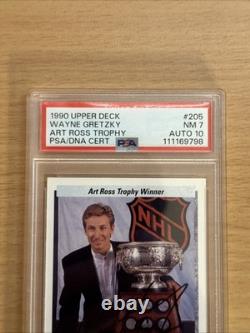 1990 UPPER DECK #205
WAYNE GRETZKY NM 7
ART ROSS TROPHY AUTO 10
PSA/DNA CERT PSA 111169798
Art Ross Trophy Winner
NHL